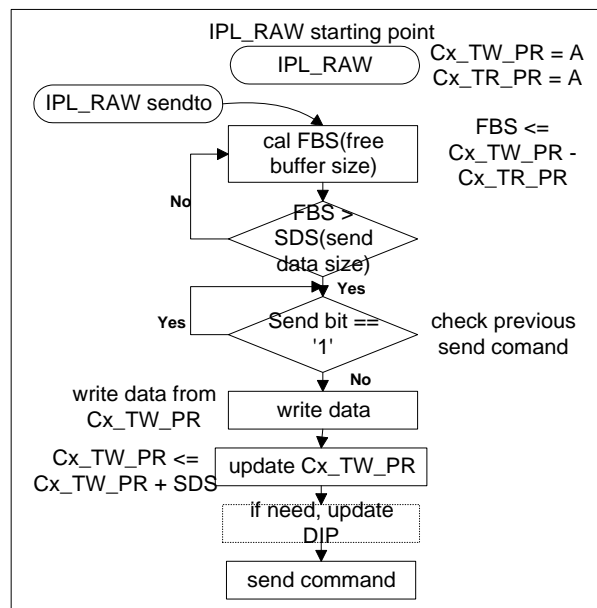 IPL_RAW starting point
IPL_RAW
Cx_TW_PR = A
Cx_TR_PR = A
IPL_RAW sendto
cal FBS(free
buffer size)
FBS <=
Cx_TW_PR -
Cx_TR_PR
No
FBS >
SDS(send
data size)
Yes
Yes
Send bit ==
'1'
check previous
send comand
No
write data from
Cx_TW_PR
write data
Cx_TW_PR <=
Cx_TW_PR + SDS
update Cx_TW_PR
if need, update
DIP
send command